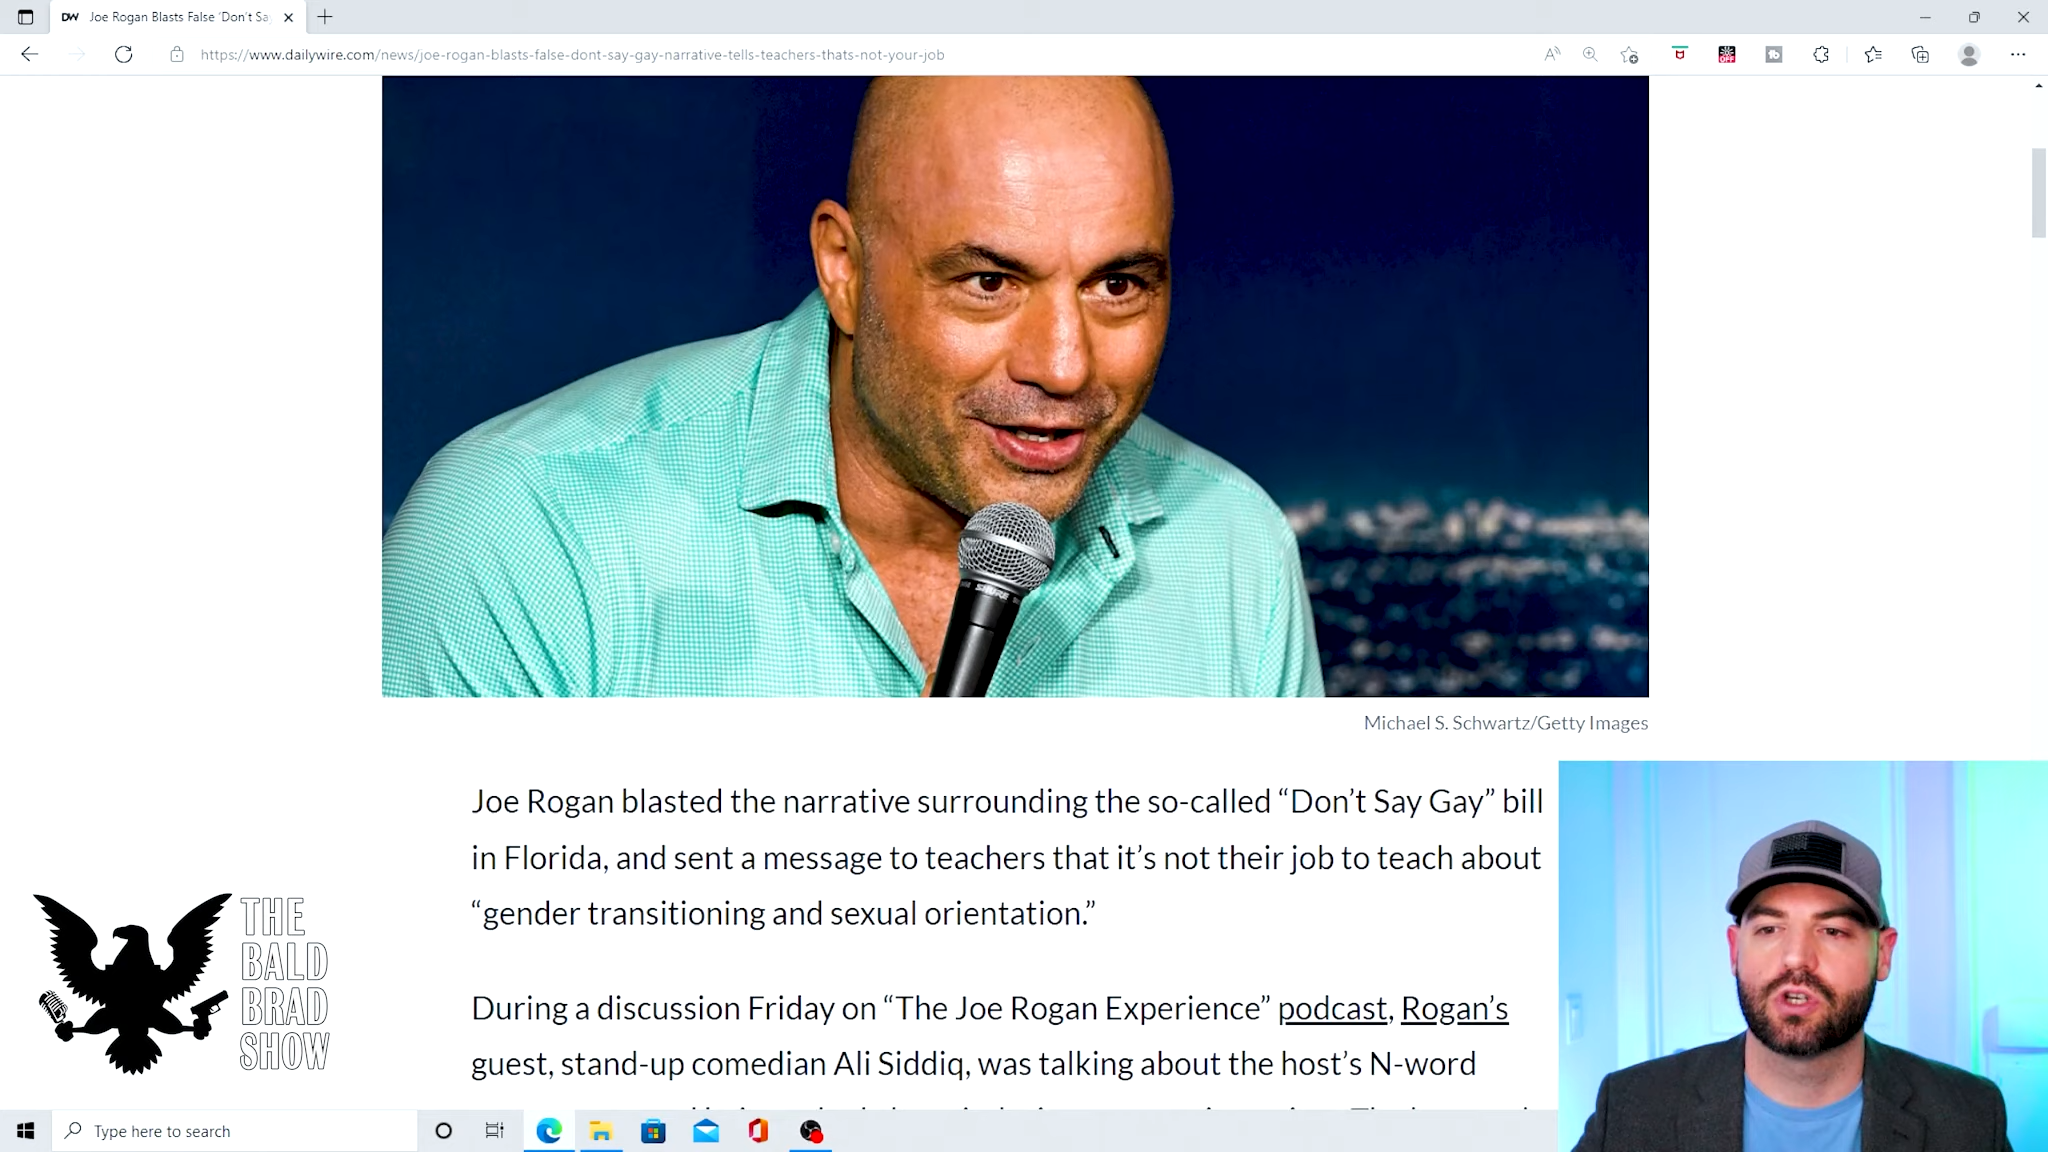 DW Joe Rogan Blasts False 'Don't Sa
https://www.dailywire.com/news/joe-rogan-blasts-false-dont-say-gay-narrative-tells-teachers-thats-not-your-job
SHURE
Michael S. Schwartz/Getty Images
Joe Rogan blasted the narrative surrounding the so-called “Don’t Say Gay” bill
in Florida, and sent a message to teachers that it’s not their job to teach about
“gender transitioning and sexual orientation.”
During a discussion Friday on “The Joe Rogan Experience” podcast, Rogan’s
guest, stand-up comedian Ali Siddiq, was talking about the host’s N-word
THE
BALD
BRAD
SHOW
Type here to search